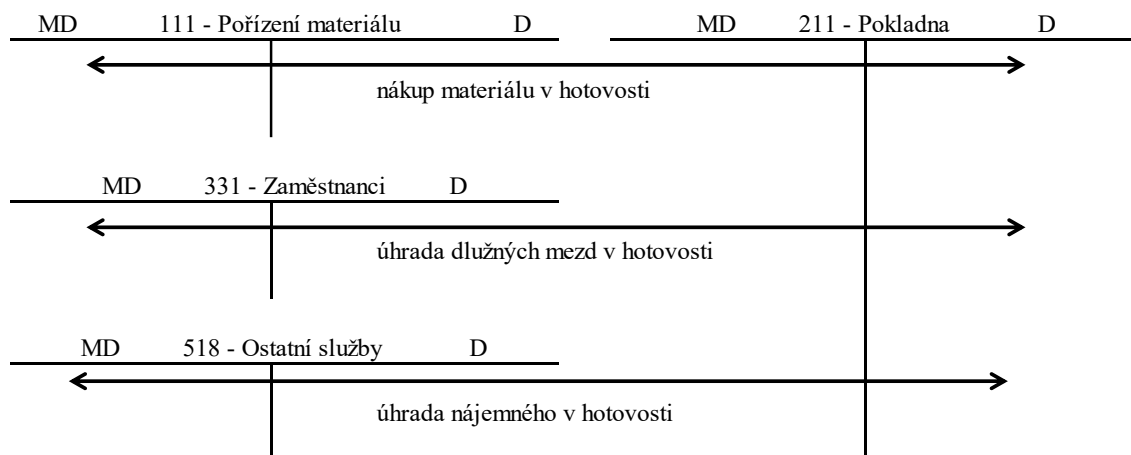 MD 111 - Pořízení materiálu D MD 211 - Pokladna D
nákup materiálu v hotovosti
MD 331 - Zaměstnanci D
úhrada dlužných mezd v hotovosti
MD 518 - Ostatní služby D
úhrada nájemného v hotovosti